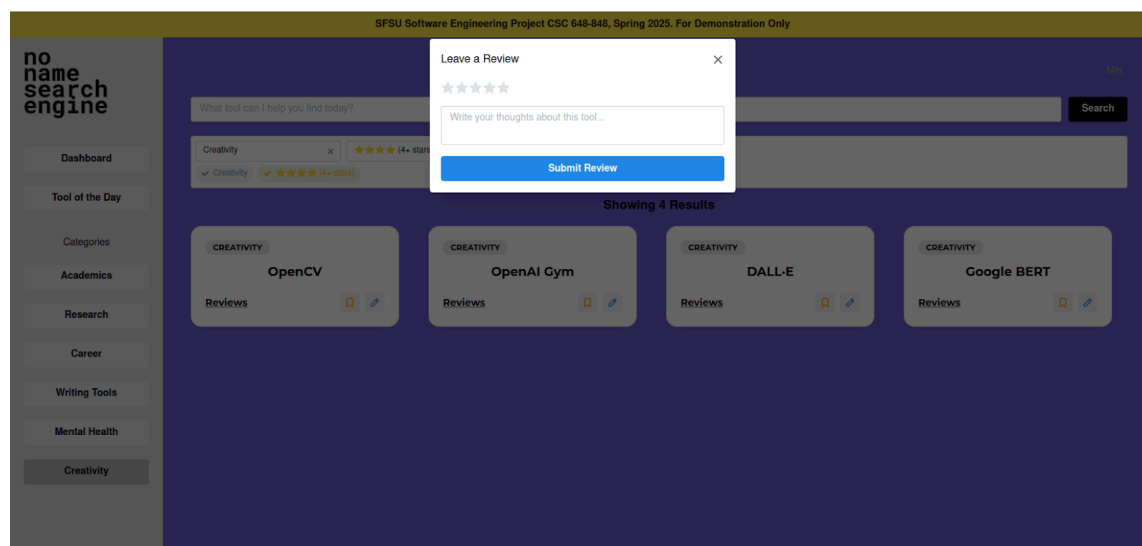 SFSU Software Engineering Project CSC 648-848, Spring 2025. For Demonstration Only
no
name
search
engine
Leave a Review
MH
What tool can I help you find today?
Search
Write your thoughts about this tool...
Submit Review
Creativity
(4+ stars
Creativity
(4+ stars)
Showing 4 Results
Dashboard
Tool of the Day
Categories
Academics
Research
Career
Writing Tools
Mental Health
Creativity
CREATIVITY
OpenCV
Reviews
CREATIVITY
OpenAI Gym
Reviews
CREATIVITY
DALL-E
Reviews
CREATIVITY
Google BERT
Reviews